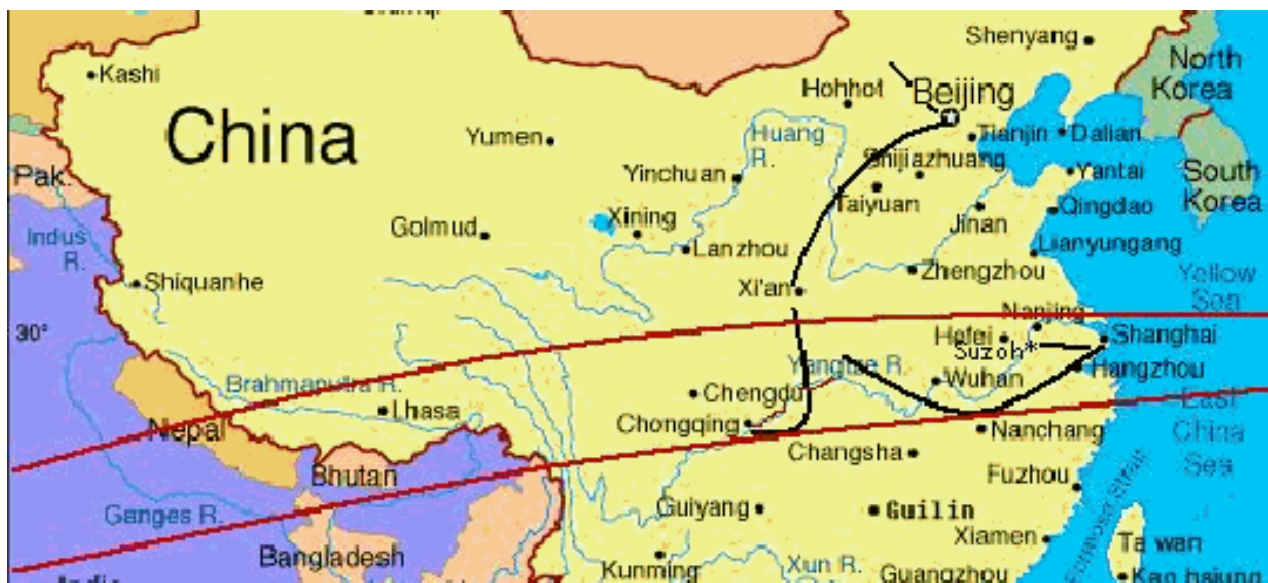 Shenyang
North
Korea
Kashi
Hohhot
Beijing
China
Yumen
Huang
R.
Tianjin
Dalian
Shijiazhuang
South
Korea
Pak.
Yinchuan
Yantai
Taiyuan
Xining
Jinan
Qingdao
Golmud
Indus
R.
Lanzhou
Lianyungang
Shiquanhe
Zhengzhou
Yellow
Sea
Xi'an
Nanjing
30°
Hefei
Shanghai
Suzoh*
Yangtze R.
Hangzhou
Wuhan
Brahmaputra R.
Chengdu
Lhasa
East
China
Sea
Chongqing
Nepal
Nanchang
Changsha
Bhutan
Fuzhou
Ganges R.
Guiyang
Guilin
Xiamen
Formosa Strait
Taiwan
Bangladesh
Kunming
Xun R.
Guangzhou
India